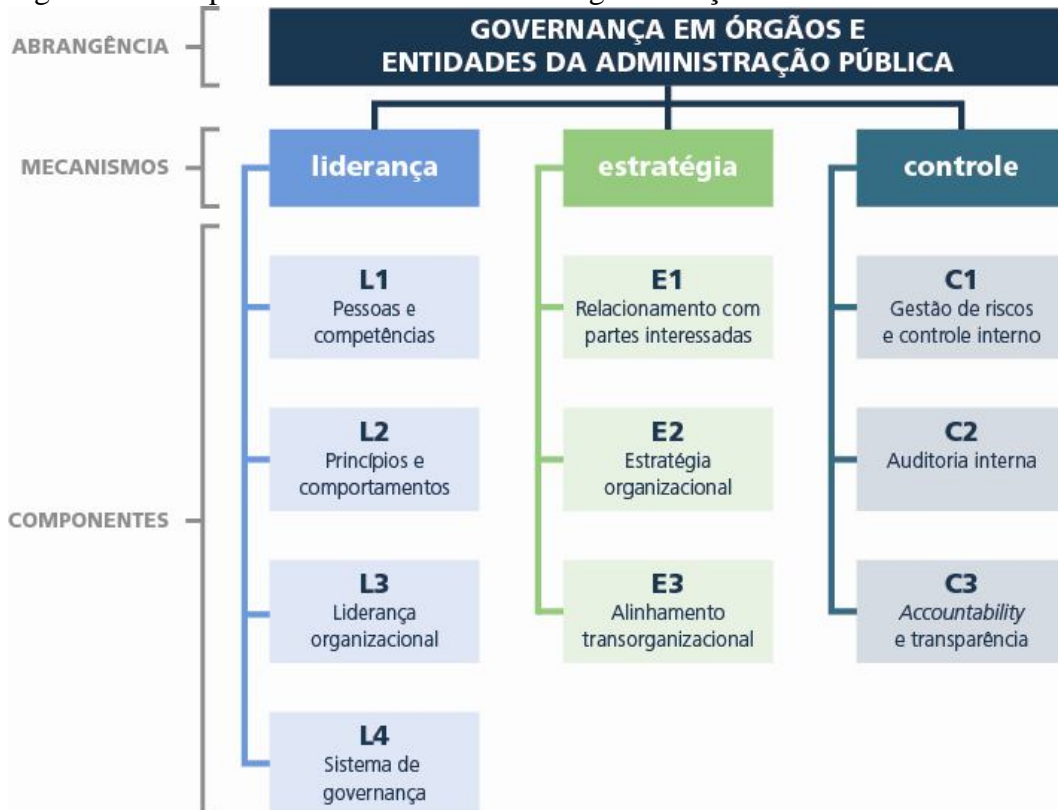 ABRANGÊNCIA
GOVERNANÇA EM ÓRGÃOS E
ENTIDADES DA ADMINISTRAÇÃO PÚBLICA
MECANISMOS
liderança
estratégia
controle
COMPONENTES
L1
Pessoas e
competências
L2
Princípios e
comportamentos
L3
Liderança
organizacional
L4
Sistema de
governança
E1
Relacionamento com
partes interessadas
E2
Estratégia
organizacional
E3
Alinhamento
transorganizacional
C1
Gestão de riscos
e controle interno
C2
Auditoria interna
C3
Accountability
e transparência